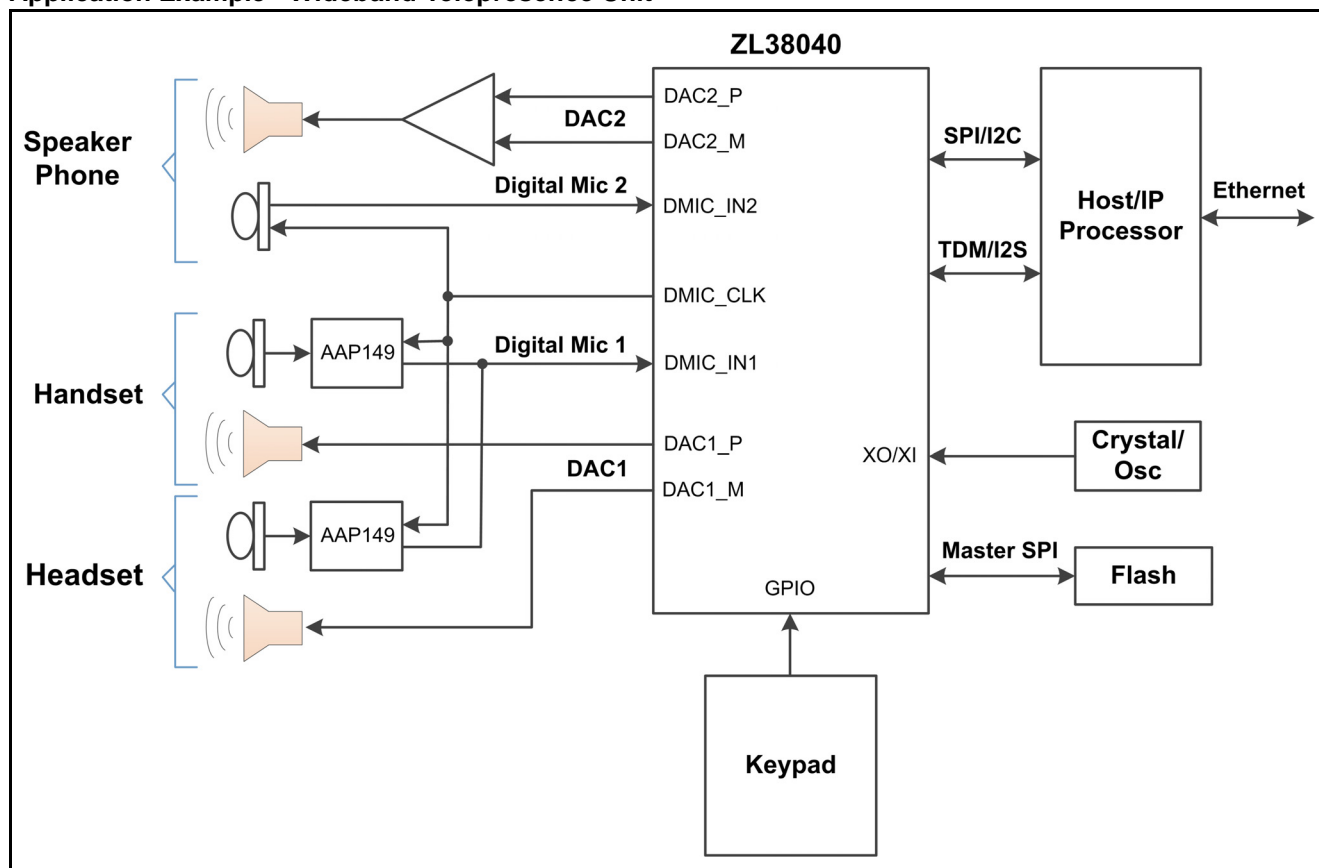 Application Example - Wideband Telepresence Unit
ZL38040
Speaker
Phone
DAC2_P
DAC2
DAC2_M
Digital Mic 2
DMIC_IN2
DMIC_CLK
Handset
AAP149
Digital Mic 1
DMIC_IN1
DAC1_P
DAC1
DAC1_M
Headset
AAP149
SPI/I2C
TDM/I2S
Host/IP
Processor
Ethernet
XO/XI
Crystal/
Osc
Master SPI
Flash
GPIO
Keypad